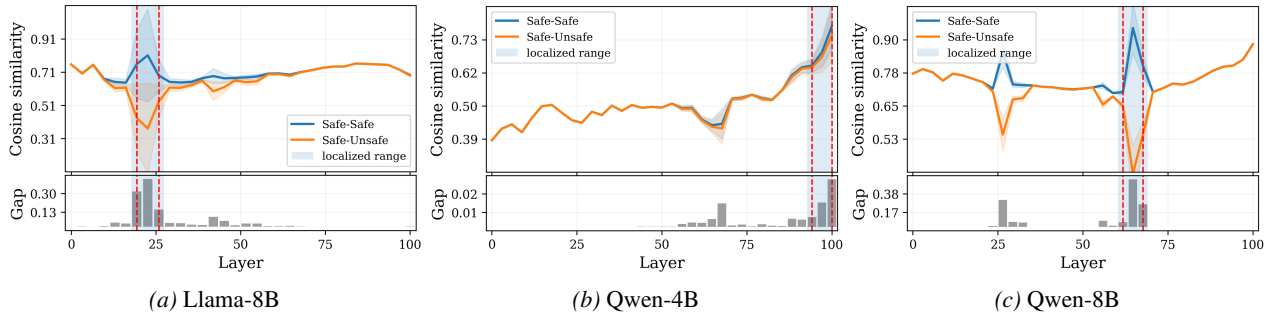 Cosine similarity
0.91
0.71
0.51
0.31
Safe-Safe
Safe-Unsafe
localized range
Gap
0.30
0.13
0
25
50
75
100
Layer
(a) Llama-8B
Cosine similarity
0.73
0.62
0.50
0.39
Safe-Safe
Safe-Unsafe
localized range
Gap
0.02
0.01
0
25
50
75
100
Layer
(b) Qwen-4B
Cosine similarity
0.90
0.78
0.65
0.53
Safe-Safe
Safe-Unsafe
localized range
Gap
0.38
0.17
0
25
50
75
100
Layer
(c) Qwen-8B